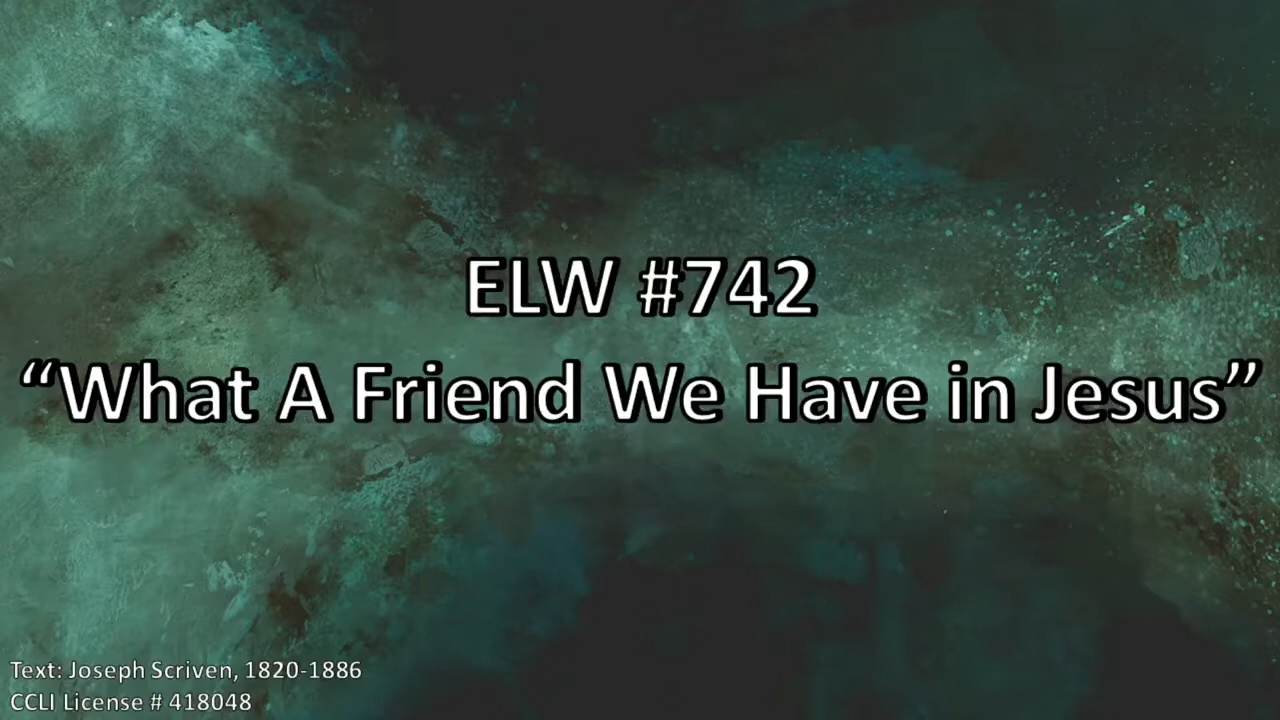 ELW #742
“What A Friend We Have in Jesus”
Text: Joseph Scriven, 1820-1886
CCLI License # 418048